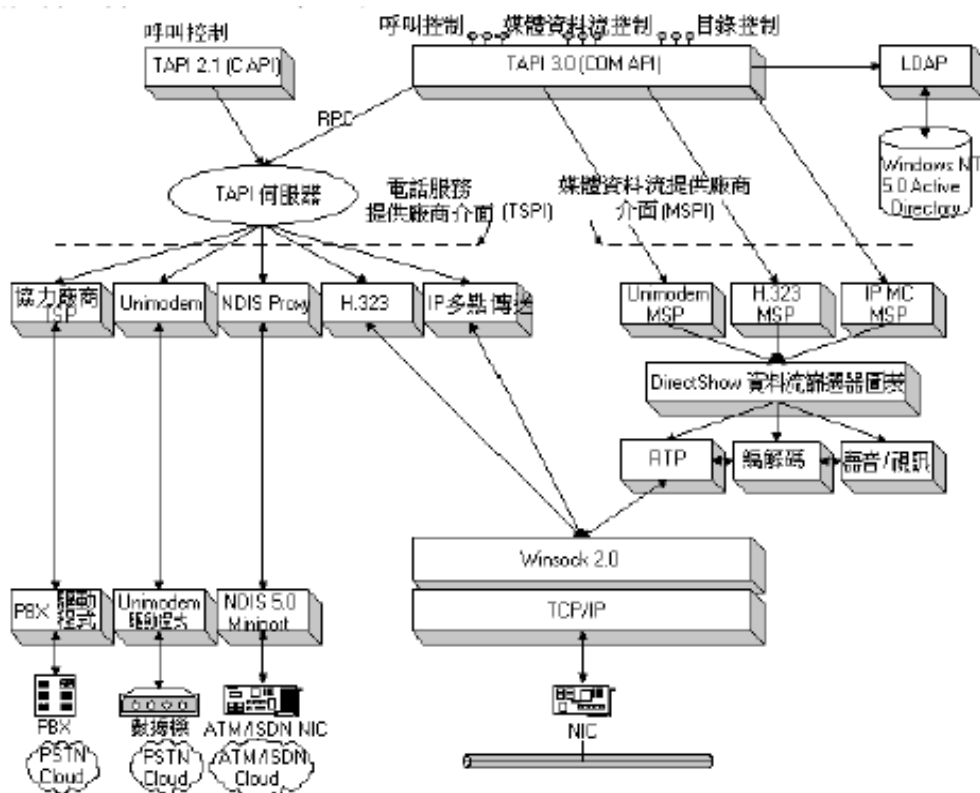 呼叫控制 媒體資料流控制 目錄控制
呼叫控制
TAPI 2.1 (C API)
TAPI 3.0 (COM API)
LDAP
RPC
Windows NT
5.0 Active
Directory
TAPI 伺服器
電話服務
提供廠商介面 (TSPI)
媒體資料流提供廠商
介面 (MSPI)
協力廠商
TSP
Unimodem
NDIS Proxy
H.323
IP多點傳送
Unimodem
MSP
H.323
MSP
IP MC
MSP
DirectShow 資料流篩選器圖表
RTP
編解碼
語音/視訊
Winsock 2.0
TCP/IP
PBX 驅動
程式
Unimodem
驅動程式
NDIS 5.0
Miniport
PBX
數據機
ATM/ISDN NIC
NIC
PSTN
Cloud
PSTN
Cloud
ATM/ISDN
Cloud